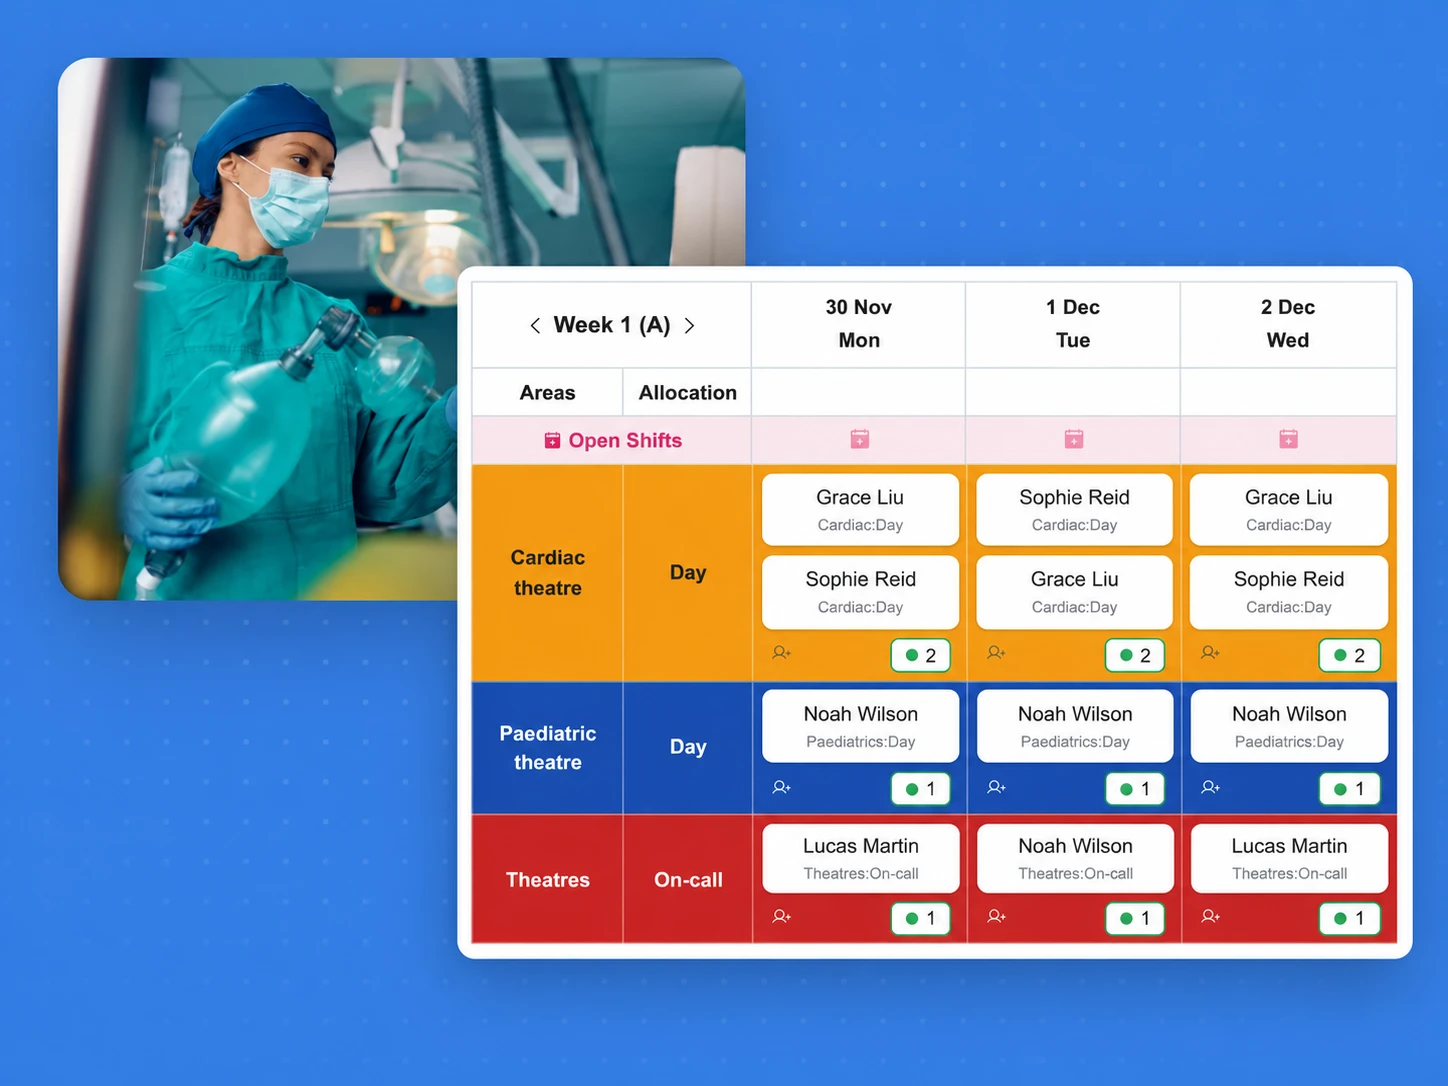 Week 1 (A)
30 Nov
Mon
1 Dec
Tue
2 Dec
Wed
Areas
Allocation
Open Shifts
Cardiac
theatre
Day
Grace Liu
Cardiac:Day
Sophie Reid
Cardiac:Day
2
Sophie Reid
Cardiac:Day
Grace Liu
Cardiac:Day
2
Grace Liu
Cardiac:Day
Sophie Reid
Cardiac:Day
2
Paediatric
theatre
Day
Noah Wilson
Paediatrics:Day
1
Noah Wilson
Paediatrics:Day
1
Noah Wilson
Paediatrics:Day
1
Theatres
On-call
Lucas Martin
Theatres:On-call
1
Noah Wilson
Theatres:On-call
1
Lucas Martin
Theatres:On-call
1